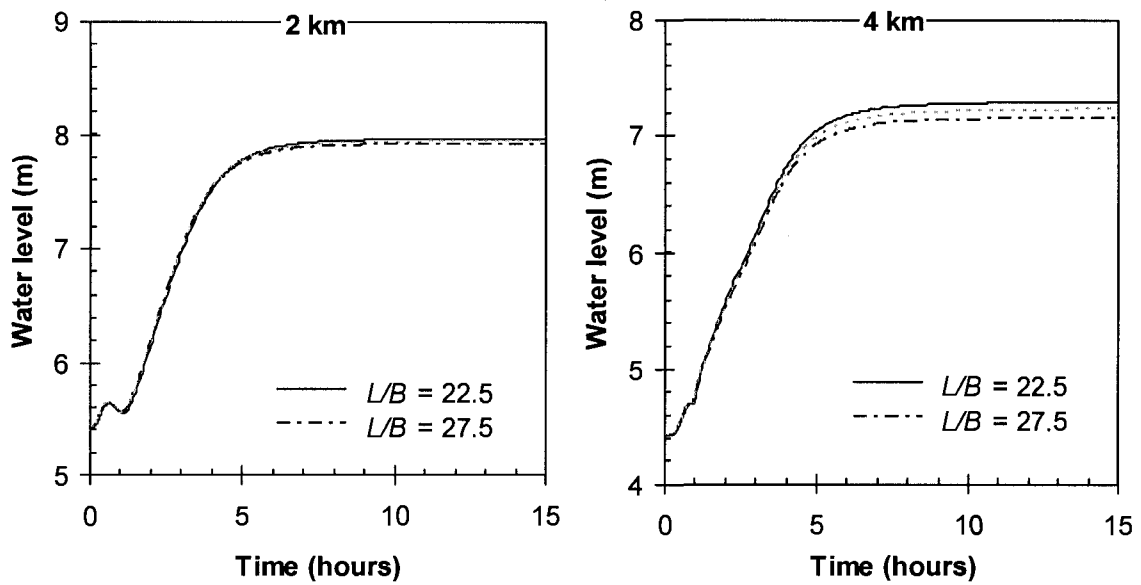 2 km
9
8
7
6
5
Water level (m)
L/B = 22.5
L/B = 27.5
0 5 10 15
Time (hours)
4 km
8
7
6
5
4
Water level (m)
L/B = 22.5
L/B = 27.5
0 5 10 15
Time (hours)